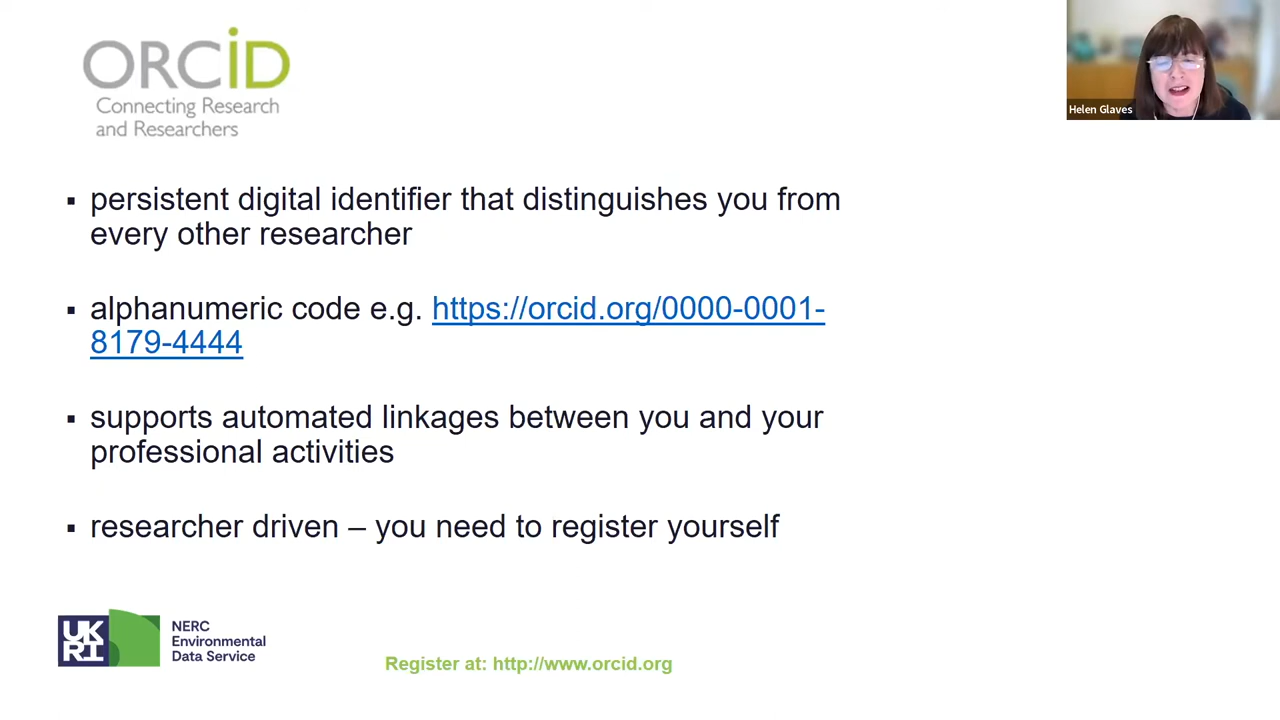 ORCiD
Connecting Research
and Researchers
Helen Glaves
▪ persistent digital identifier that distinguishes you from
every other researcher
▪ alphanumeric code e.g. https://orcid.org/0000-0001-
8179-4444
▪ supports automated linkages between you and your
professional activities
▪ researcher driven – you need to register yourself
UK
RI
NERC
Environmental
Data Service
Register at: http://www.orcid.org